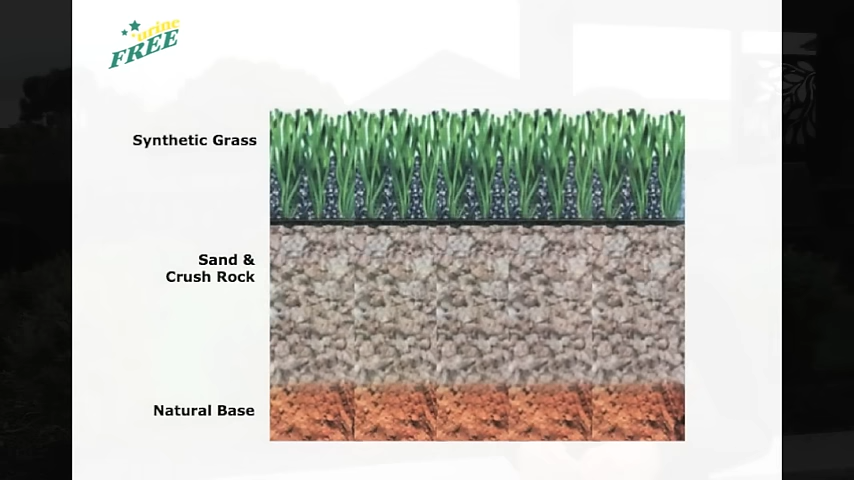 urine
FREE
Synthetic Grass
Sand &
Crush Rock
Natural Base